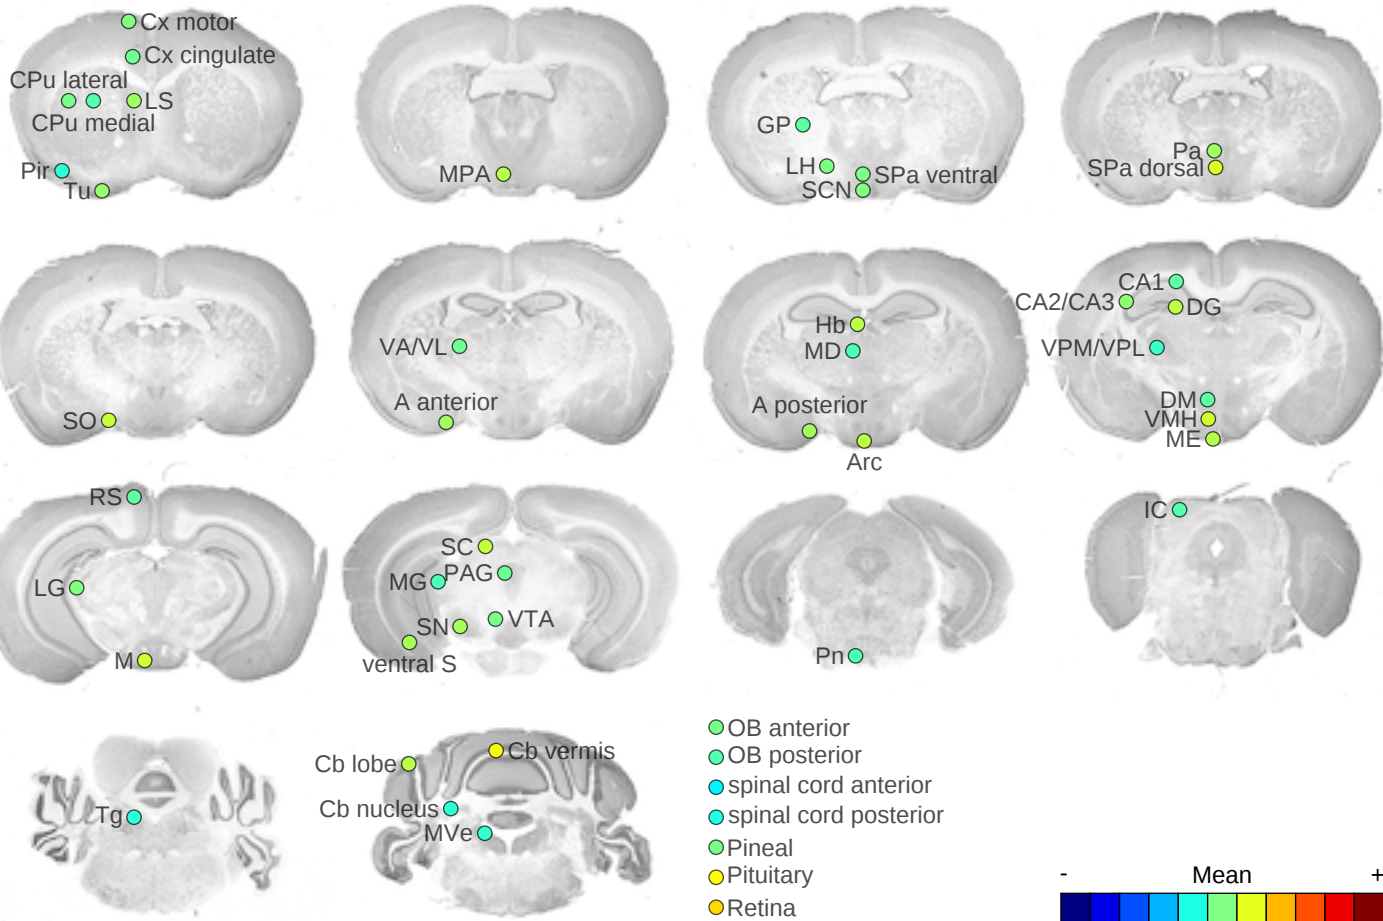 Cx motor
Cx cingulate
CPu lateral
LS
CPu medial
Pir
Tu
MPA
GP
LH
SPa ventral
SCN
Pa
SPa dorsal
SO
VA/VL
A anterior
Hb
MD
A posterior
Arc
CA1
CA2/CA3
DG
VPM/VPL
DM
VMH
ME
RS
LG
M
SC
MG
PAG
SN
VTA
ventral S
Pn
IC
Tg
Cb lobe
Cb vermis
Cb nucleus
MVe
OB anterior
OB posterior
spinal cord anterior
spinal cord posterior
Pineal
Pituitary
Retina
- Mean +